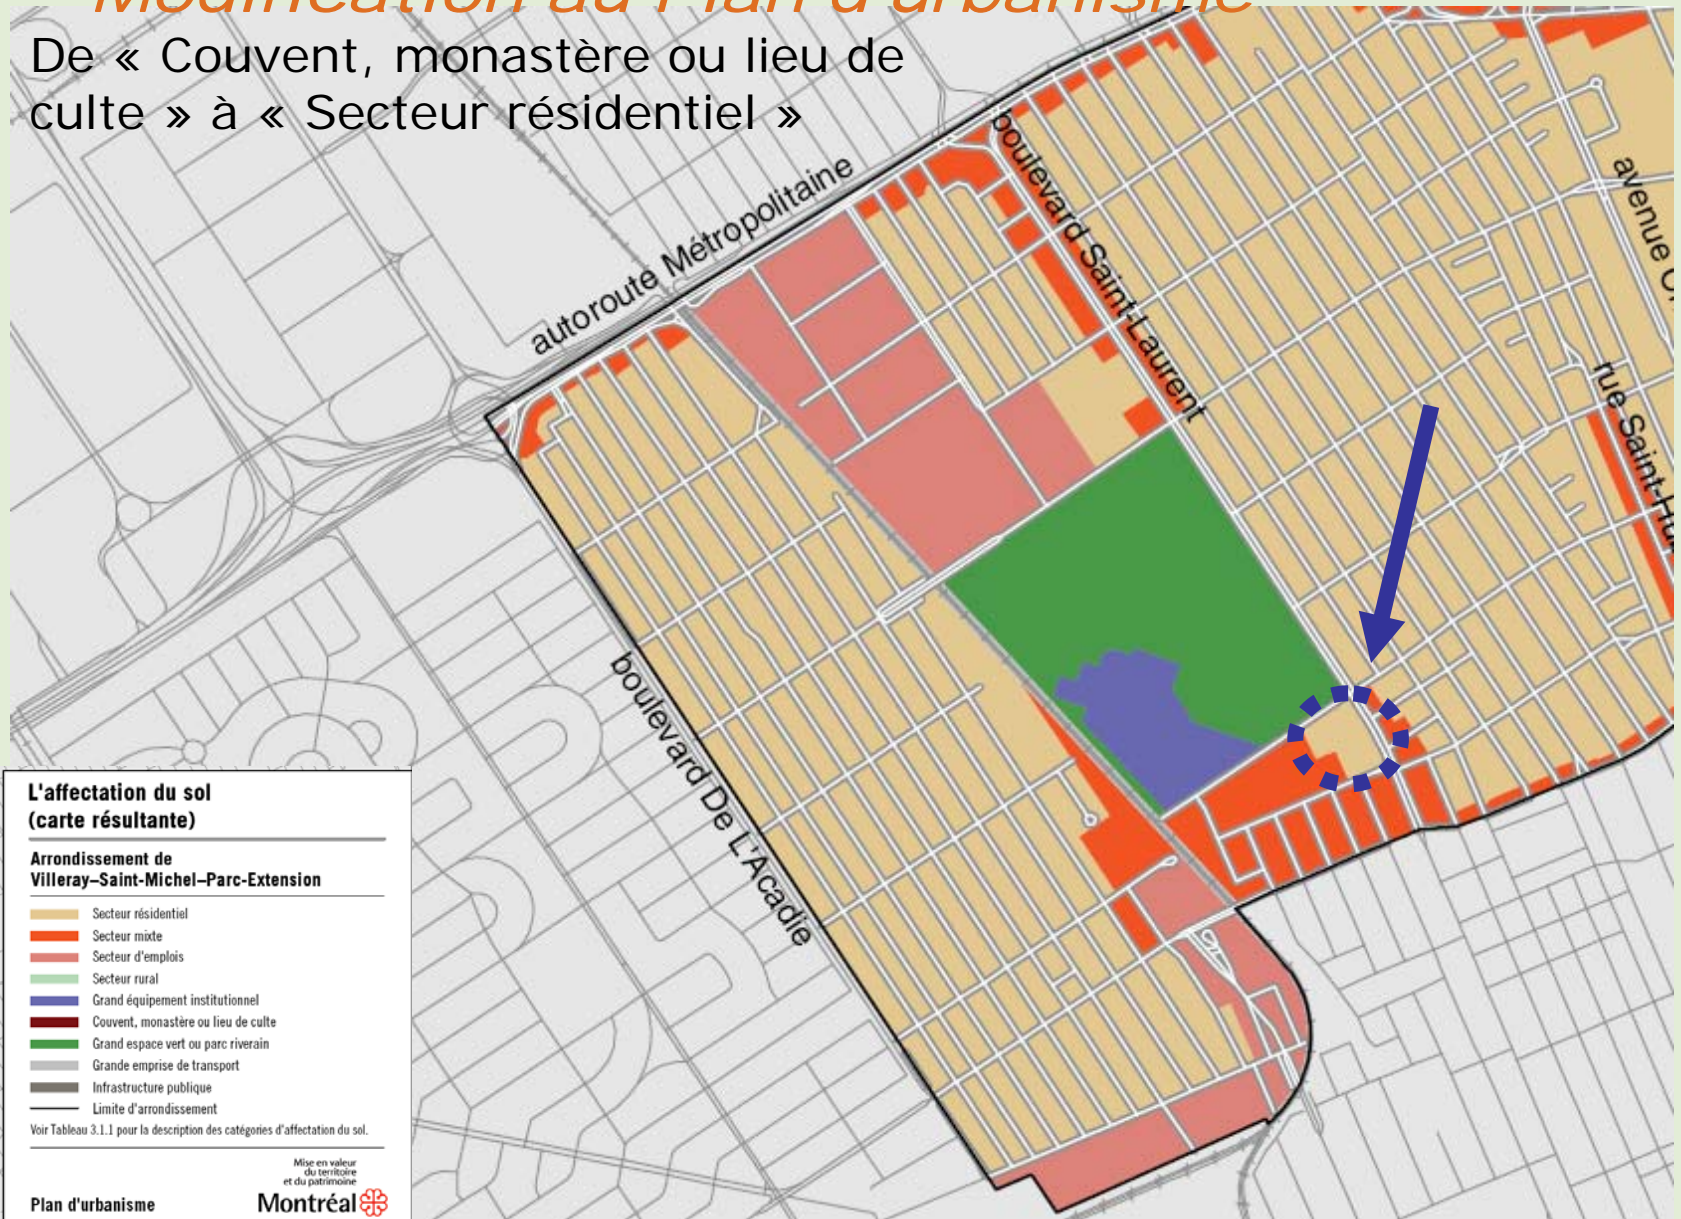 Modification au Plan d'urbanisme
De « Couvent, monastère ou lieu de
culte » à « Secteur résidentiel »
autoroute Métropolitaine
boulevard Saint-Laurent
avenue
rue Saint-Hu
boulevard De L'Acadie
L'affectation du sol
(carte résultante)
Arrondissement de
Villeray–Saint-Michel–Parc-Extension
Secteur résidentiel
Secteur mixte
Secteur d'emplois
Secteur rural
Grand équipement institutionnel
Couvent, monastère ou lieu de culte
Grand espace vert ou parc riverain
Grande emprise de transport
Infrastructure publique
Limite d'arrondissement
Voir Tableau 3.1.1 pour la description des catégories d'affectation du sol.
Mise en valeur
du territoire
et du patrimoine
Plan d'urbanisme
Montréal